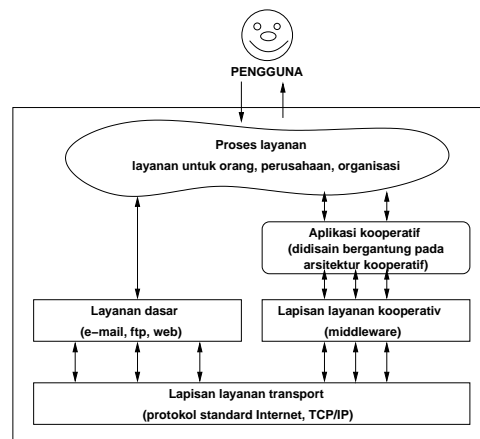 PENGGUNA
Proses layanan
layanan untuk orang, perusahaan, organisasi
Aplikasi kooperatif
(didisain bergantung pada
arsitektur kooperatif)
Layanan dasar
(e−mail, ftp, web)
Lapisan layanan kooperativ
(middleware)
Lapisan layanan transport
(protokol standard Internet, TCP/IP)